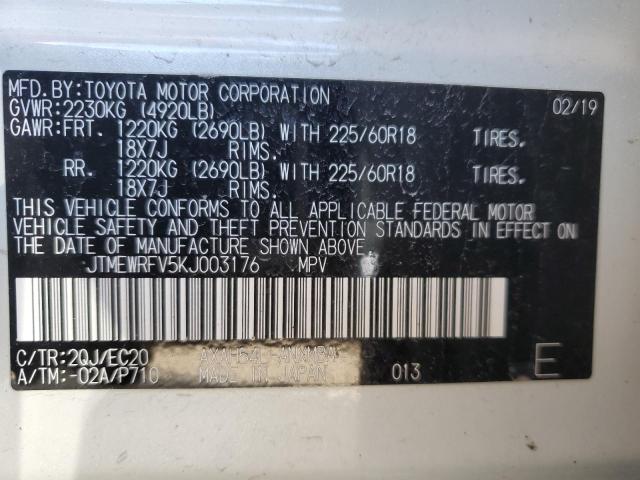 MFD.BY:TOYOTA MOTOR CORPORATION 02/19
GVWR:2230KG (4920LB)
GAWR:FRT. 1220KG (2690LB) WITH 225/60R18 TIRES.
18X7J RIMS.
RR. 1220KG (2690LB) WITH 225/60R18 TIRES.
18X7J RIMS.
THIS VEHICLE CONFORMS TO ALL APPLICABLE FEDERAL MOTOR
VEHICLE SAFETY AND THEFT PREVENTION STANDARDS IN EFFECT ON
THE DATE OF MANUFACTURE SHOWN ABOVE.
JTMEWRFV5KJ003176 MPV
C/TR:2QJ/EC20 AXAH54L-ANXMBA E
A/TM:-02A/P710 MADE IN JAPAN 013